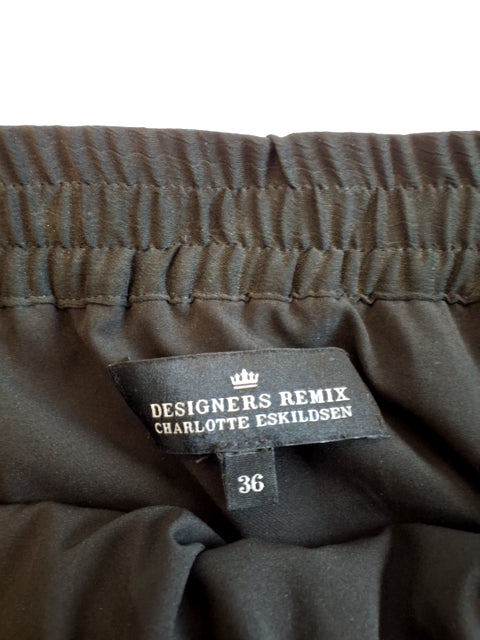 DESIGNERS REMIX
CHARLOTTE ESKILDSEN
36